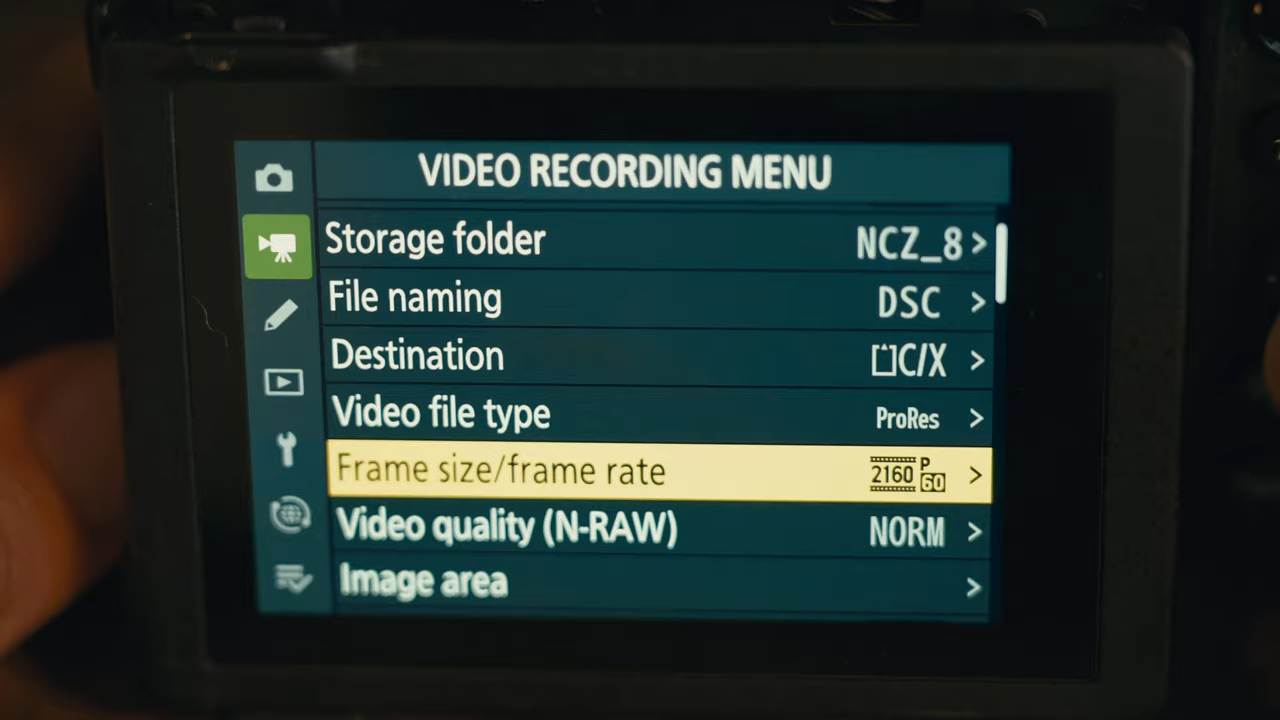 VIDEO RECORDING MENU
Storage folder NCZ_8 >
File naming DSC >
Destination C/X >
Video file type ProRes >
Frame size/frame rate 2160 P 60 >
Video quality (N-RAW) NORM >
Image area >